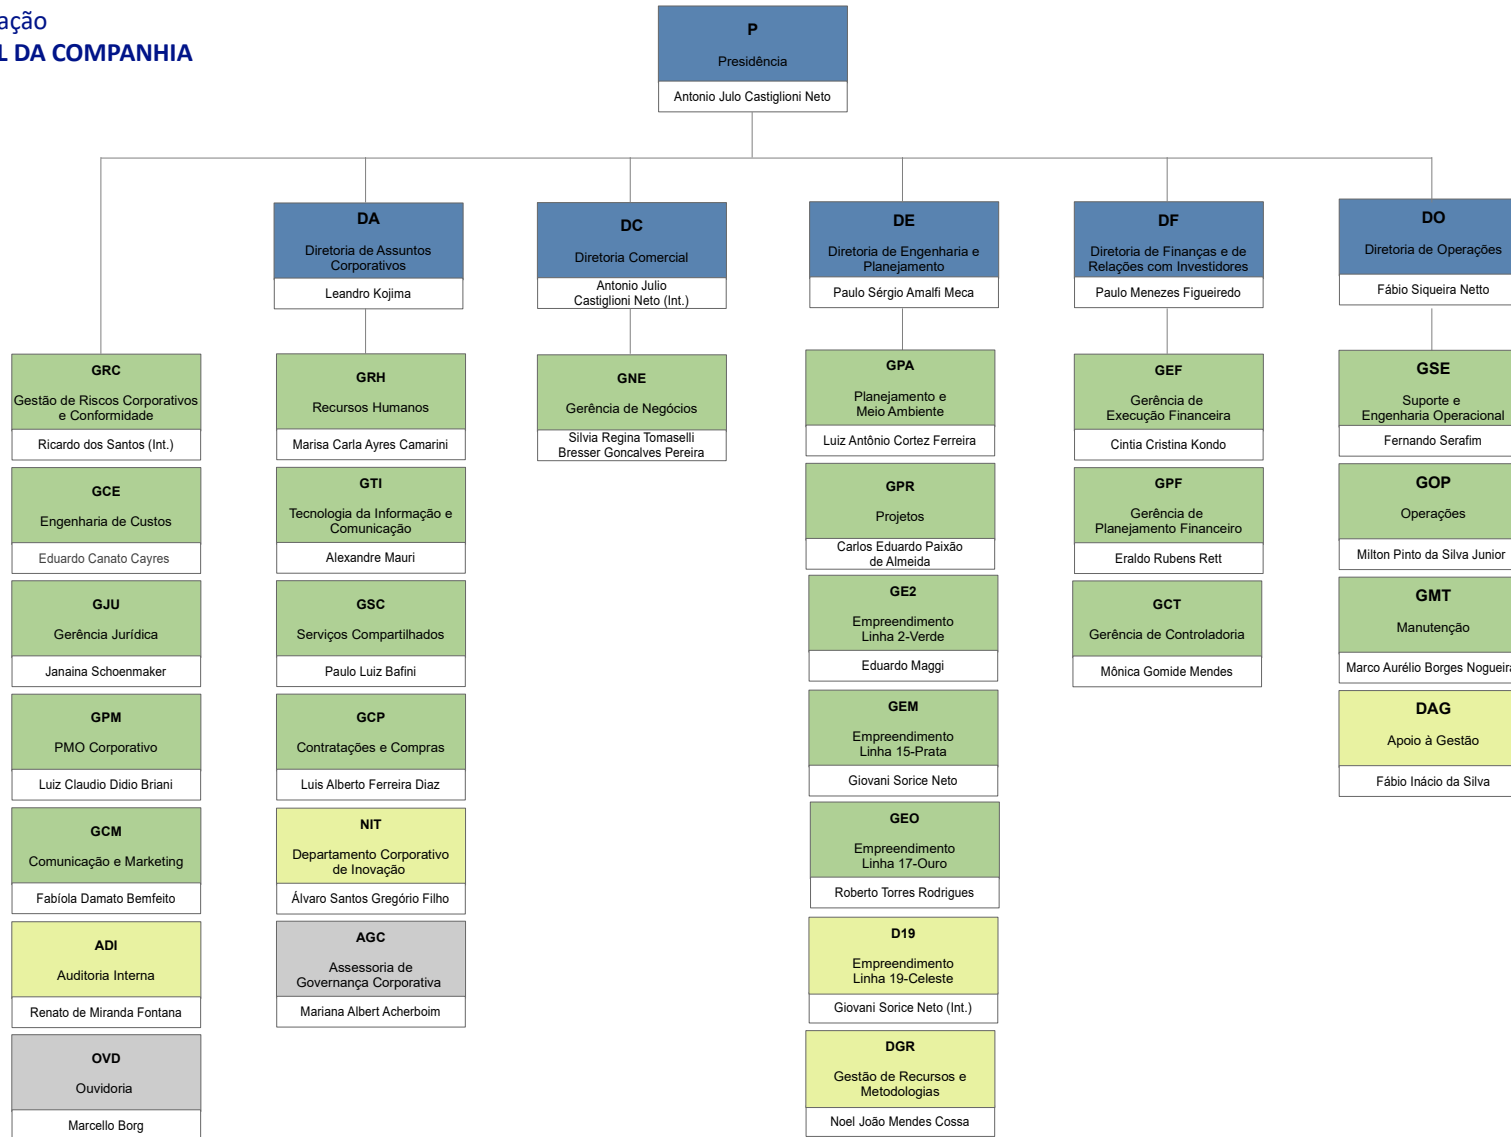 ação
L DA COMPANHIA
P
Presidência
Antonio Julo Castiglioni Neto
DA
Diretoria de Assuntos
Corporativos
Leandro Kojima
DC
Diretoria Comercial
Antonio Julio
Castiglioni Neto (Int.)
DE
Diretoria de Engenharia e
Planejamento
Paulo Sérgio Amalfi Meca
DF
Diretoria de Finanças e de
Relações com Investidores
Paulo Menezes Figueiredo
DO
Diretoria de Operações
Fábio Siqueira Netto
GRC
Gestão de Riscos Corporativos
e Conformidade
Ricardo dos Santos (Int.)
GCE
Engenharia de Custos
Eduardo Canato Cayres
GJU
Gerência Jurídica
Janaina Schoenmaker
GPM
PMO Corporativo
Luiz Claudio Didio Briani
GCM
Comunicação e Marketing
Fabíola Damato Bemfeito
ADI
Auditoria Interna
Renato de Miranda Fontana
OVD
Ouvidoria
Marcello Borg
GRH
Recursos Humanos
Marisa Carla Ayres Camarini
GTI
Tecnologia da Informação e
Comunicação
Alexandre Mauri
GSC
Serviços Compartilhados
Paulo Luiz Bafini
GCP
Contratações e Compras
Luis Alberto Ferreira Diaz
NIT
Departamento Corporativo
de Inovação
Álvaro Santos Gregório Filho
AGC
Assessoria de
Governança Corporativa
Mariana Albert Acherboim
GNE
Gerência de Negócios
Silvia Regina Tomaselli
Bresser Goncalves Pereira
GPA
Planejamento e
Meio Ambiente
Luiz Antônio Cortez Ferreira
GPR
Projetos
Carlos Eduardo Paixão
de Almeida
GE2
Empreendimento
Linha 2-Verde
Eduardo Maggi
GEM
Empreendimento
Linha 15-Prata
Giovani Sorice Neto
GEO
Empreendimento
Linha 17-Ouro
Roberto Torres Rodrigues
D19
Empreendimento
Linha 19-Celeste
Giovani Sorice Neto (Int.)
DGR
Gestão de Recursos e
Metodologias
Noel João Mendes Cossa
GEF
Gerência de
Execução Financeira
Cintia Cristina Kondo
GPF
Gerência de
Planejamento Financeiro
Eraldo Rubens Rett
GCT
Gerência de Controladoria
Mônica Gomide Mendes
GSE
Suporte e
Engenharia Operacional
Fernando Serafim
GOP
Operações
Milton Pinto da Silva Junior
GMT
Manutenção
Marco Aurélio Borges Nogueira
DAG
Apoio à Gestão
Fábio Inácio da Silva